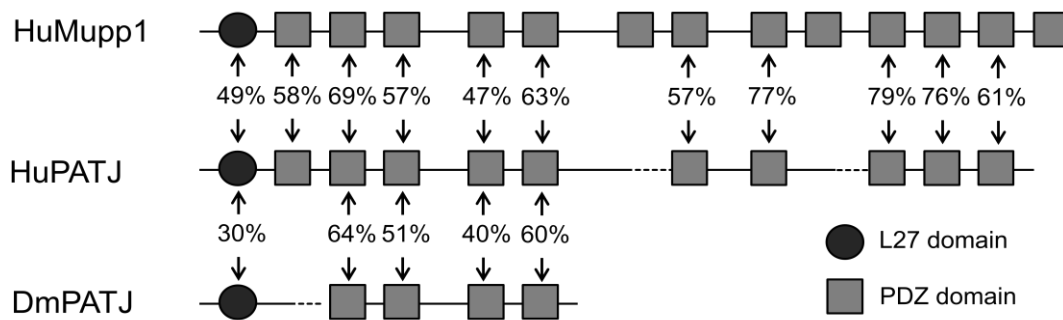 HuMupp1
49% 58% 69% 57% 47% 63% 57% 77% 79% 76% 61%
HuPATJ
30% 64% 51% 40% 60%
L27 domain
DmPATJ
PDZ domain